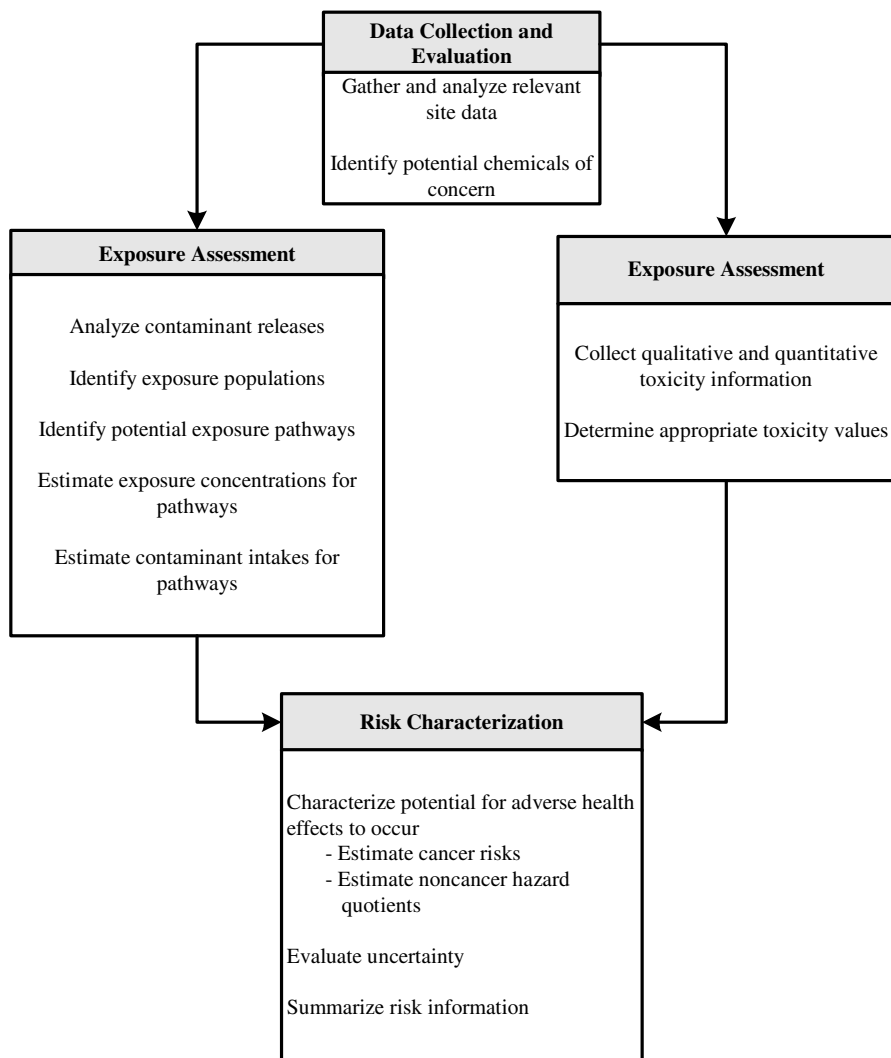 Data Collection and
Evaluation
Gather and analyze relevant
site data
Identify potential chemicals of
concern
Exposure Assessment
Analyze contaminant releases
Identify exposure populations
Identify potential exposure pathways
Estimate exposure concentrations for
pathways
Estimate contaminant intakes for
pathways
Exposure Assessment
Collect qualitative and quantitative
toxicity information
Determine appropriate toxicity values
Risk Characterization
Characterize potential for adverse health
effects to occur
- Estimate cancer risks
- Estimate noncancer hazard
quotients
Evaluate uncertainty
Summarize risk information